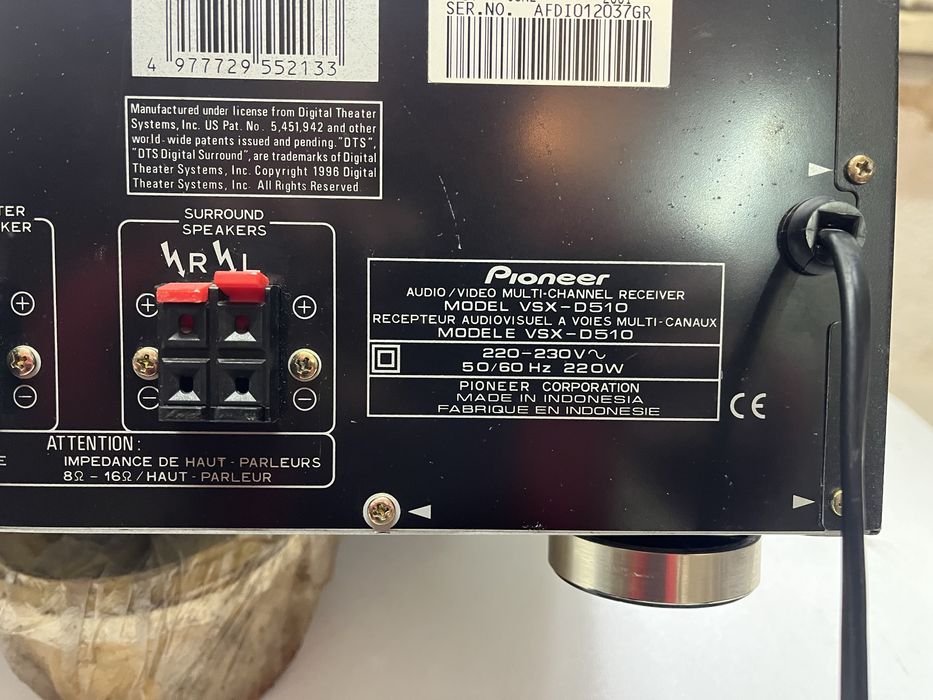 SER.NO. AFDI012037GR
4 977729 552133
Manufactured under license from Digital Theater
Systems, Inc. US Pat. No. 5,451,942 and other
world-wide patents issued and pending. "DTS",
"DTS Digital Surround", are trademarks of Digital
Theater Systems, Inc. Copyright 1996 Digital
Theater Systems, Inc. All Rights Reserved.
SURROUND
SPEAKERS
R L
+ +
+
- -
-
Pioneer
AUDIO/VIDEO MULTI-CHANNEL RECEIVER
MODEL VSX-D510
RECEPTEUR AUDIOVISUEL A VOIES MULTI-CANAUX
MODELE VSX-D510
220-230V~
50/60 Hz 220W
PIONEER CORPORATION
MADE IN INDONESIA
FABRIQUE EN INDONESIE
CE
ATTENTION:
IMPEDANCE DE HAUT-PARLEURS
8Ω-16Ω/HAUT-PARLEUR